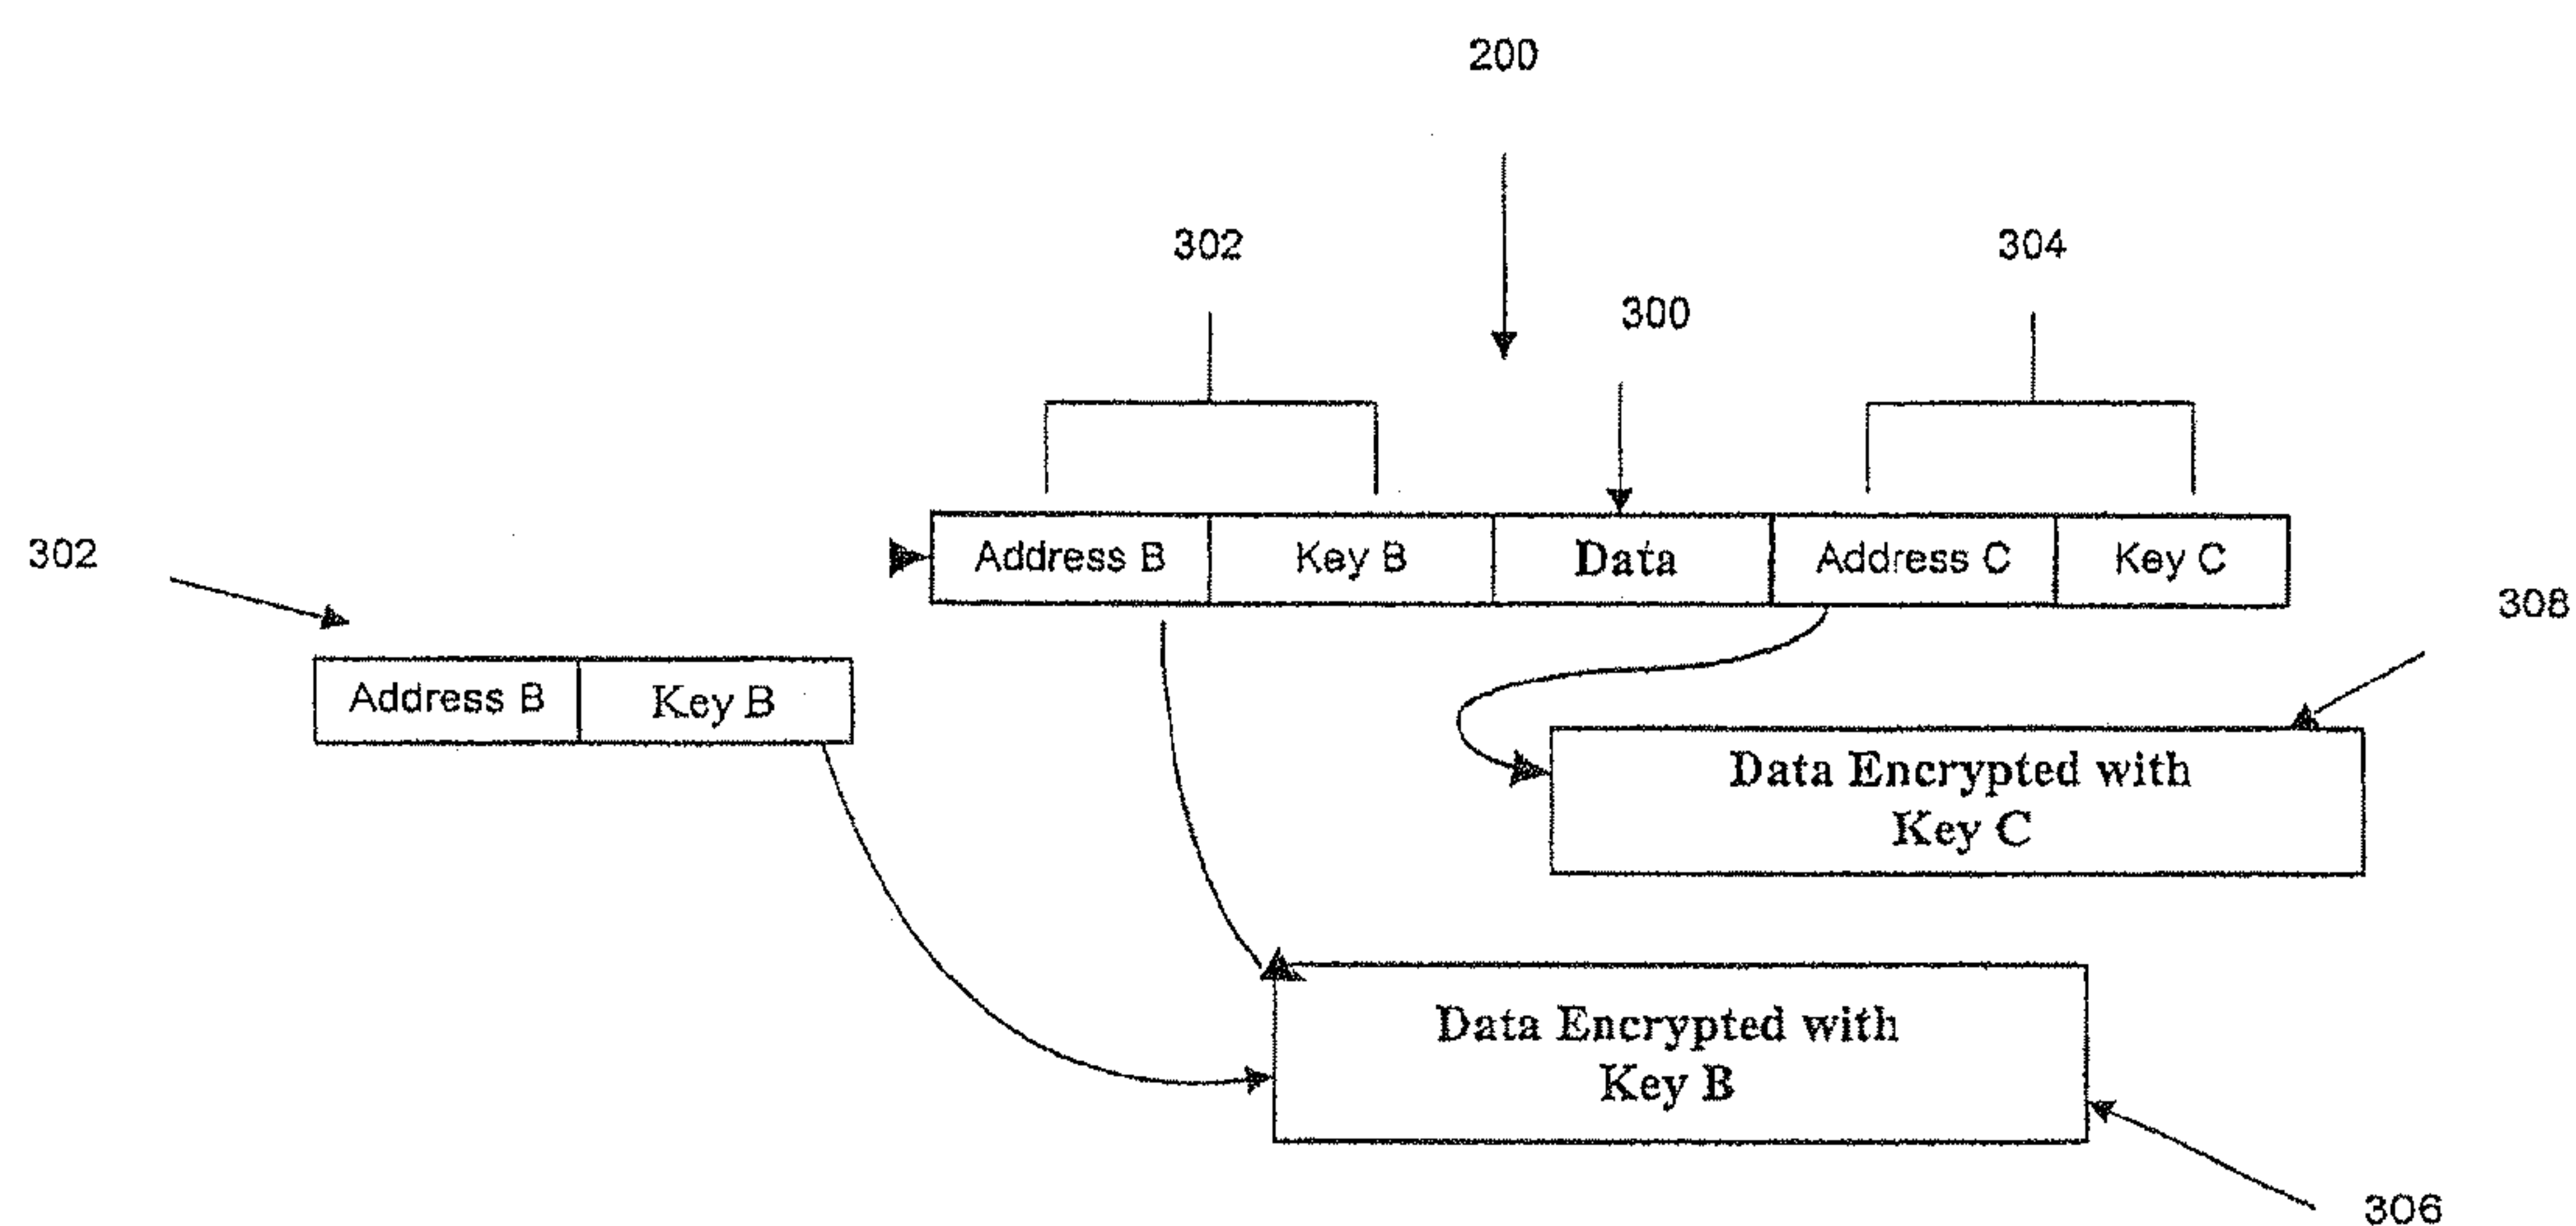 200
302
304
300
302
Address B
Key B
Data
Address C
Key C
308
Address B
Key B
Data Encrypted with
Key C
Data Encrypted with
Key B
306